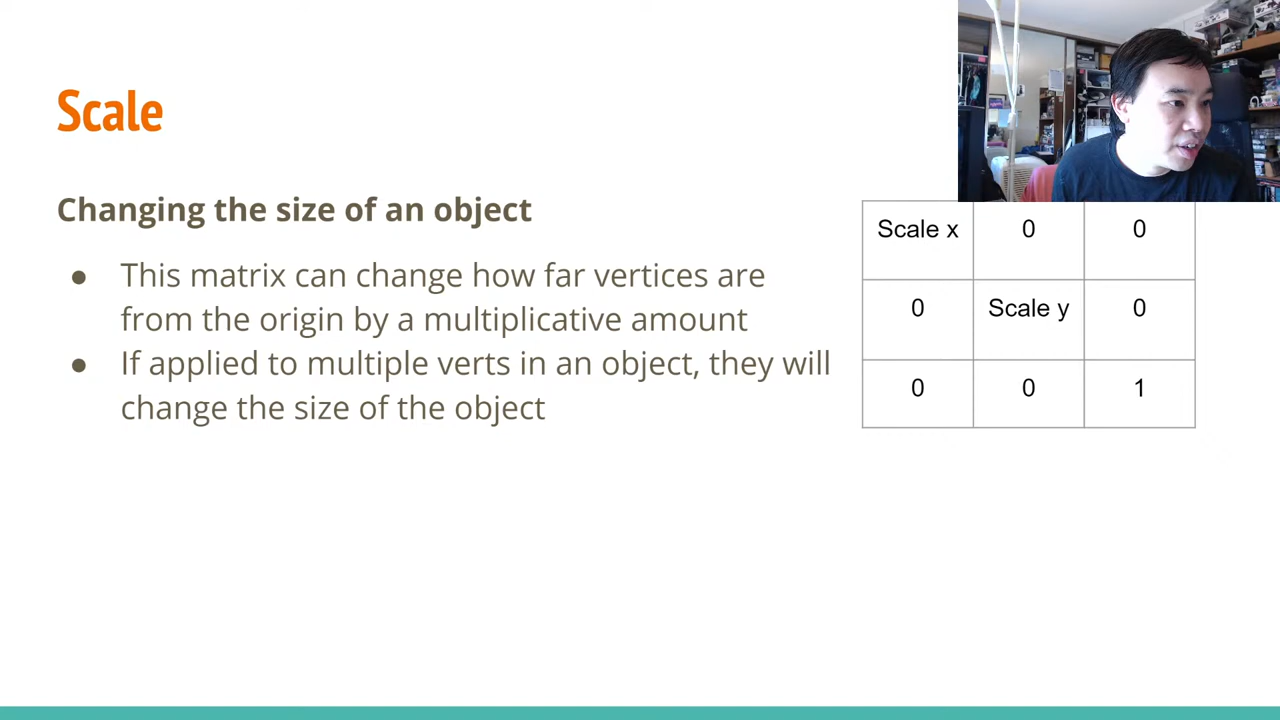 Scale
Changing the size of an object
● This matrix can change how far vertices are
from the origin by a multiplicative amount
● If applied to multiple verts in an object, they will
change the size of the object
Scale x 0 0
0 Scale y 0
0 0 1